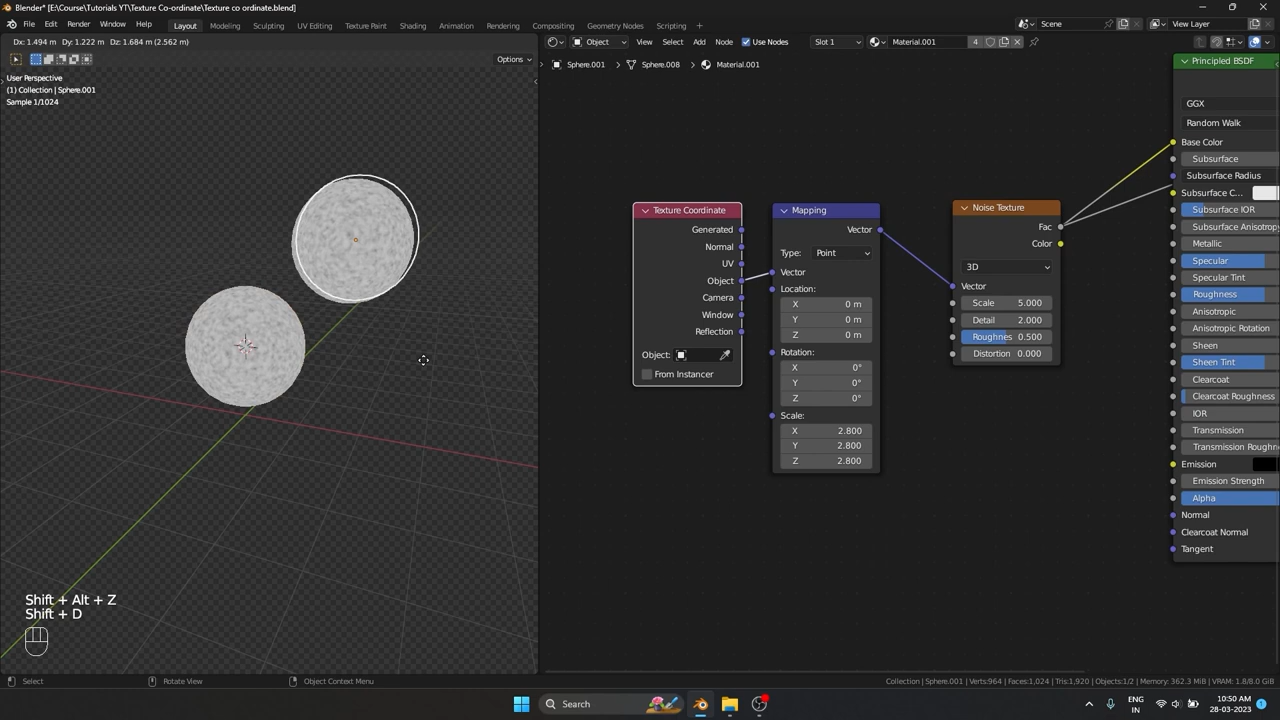 Blender* [E:\Course\Tutorials YT\Texture Co-ordinate\Texture co ordinate.blend]
File Edit Render Window Help Layout Modeling Sculpting UV Editing Texture Paint Shading Animation Rendering Compositing Geometry Nodes Scripting Scene View Layer
Dx: 1.494 m Dy: 1.222 m Dz: 1.684 m (2.562 m)
Object View Select Add Node Use Nodes Slot 1 Material.001 4
Options
Sphere.001 > Sphere.008 > Material.001
User Perspective
(1) Collection | Sphere.001
Sample 1/1024
Texture Coordinate
Generated
Normal
UV
Object
Camera
Window
Reflection
Object:
From Instancer
Mapping
Vector
Type: Point
Vector
Location:
X 0 m
Y 0 m
Z 0 m
Rotation:
X 0°
Y 0°
Z 0°
Scale:
X 2.800
Y 2.800
Z 2.800
Noise Texture
Fac
Color
3D
Vector
Scale 5.000
Detail 2.000
Roughnes 0.500
Distortion 0.000
Principled BSDF
GGX
Random Walk
Base Color
Subsurface
Subsurface Radius
Subsurface C...
Subsurface IOR
Subsurface Anisotropy
Metallic
Specular
Specular Tint
Roughness
Anisotropic
Anisotropic Rotation
Sheen
Sheen Tint
Clearcoat
Clearcoat Roughness
IOR
Transmission
Transmission Roughn
Emission
Emission Strength
Alpha
Normal
Clearcoat Normal
Tangent
Shift + Alt + Z
Shift + D
Select Rotate View Object Context Menu Collection | Sphere.001 | Verts:964 | Faces:1,024 | Tris:1,920 | Objects:1/2 | Memory: 362.3 MiB | VRAM: 1.8/8.0 GiB
Search
ENG
IN
10:50 AM
28-03-2023